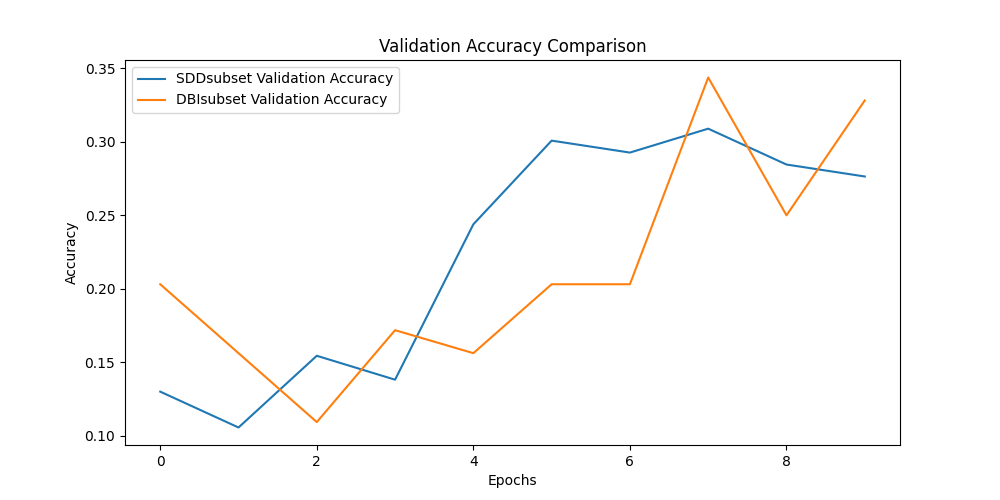 Validation Accuracy Comparison
SDDsubset Validation Accuracy
DBIsubset Validation Accuracy
Accuracy
0.35
0.30
0.25
0.20
0.15
0.10
0 2 4 6 8
Epochs